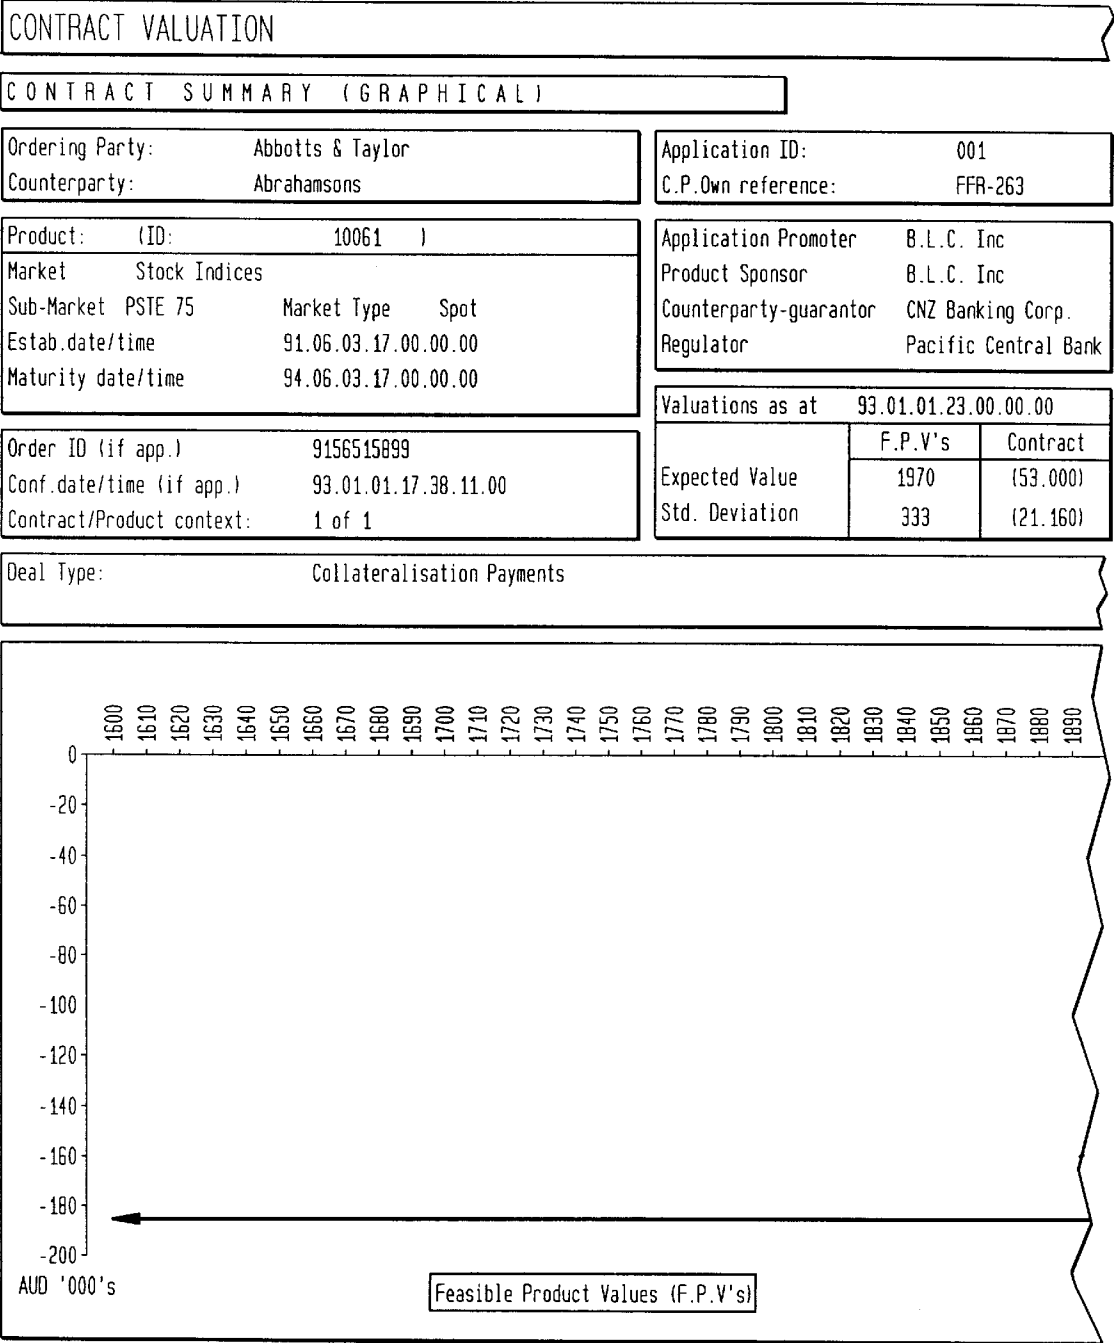 CONTRACT VALUATION
CONTRACT SUMMARY (GRAPHICAL)
Ordering Party: Abbotts & Taylor
Counterparty: Abrahamsons
Application ID: 001
C.P.Own reference: FFR-263
Product: (ID: 10061 )
Market Stock Indices
Sub-Market PSTE 75 Market Type Spot
Estab.date/time 91.06.03.17.00.00.00
Maturity date/time 94.06.03.17.00.00.00
Application Promoter B.L.C. Inc
Product Sponsor B.L.C. Inc
Counterparty-guarantor CNZ Banking Corp.
Regulator Pacific Central Bank
Order ID (if app.) 9156515899
Conf.date/time (if app.) 93.01.01.17.38.11.00
Contract/Product context: 1 of 1
Valuations as at 93.01.01.23.00.00.00
F.P.V's Contract
Expected Value 1970 (53.000)
Std. Deviation 333 (21.160)
Deal Type: Collateralisation Payments
1600 1610 1620 1630 1640 1650 1660 1670 1680 1690 1700 1710 1720 1730 1740 1750 1760 1770 1780 1790 1800 1810 1820 1830 1840 1850 1860 1870 1880 1890
0
-20
-40
-60
-80
-100
-120
-140
-160
-180
-200
AUD '000's
Feasible Product Values (F.P.V's)